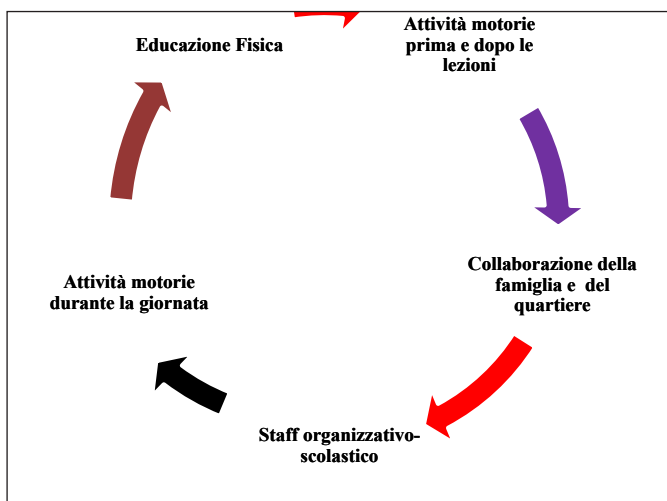 Educazione Fisica
Attività motorie
prima e dopo le
lezioni
Collaborazione della
famiglia e del
quartiere
Staff organizzativo-
scolastico
Attività motorie
durante la giornata